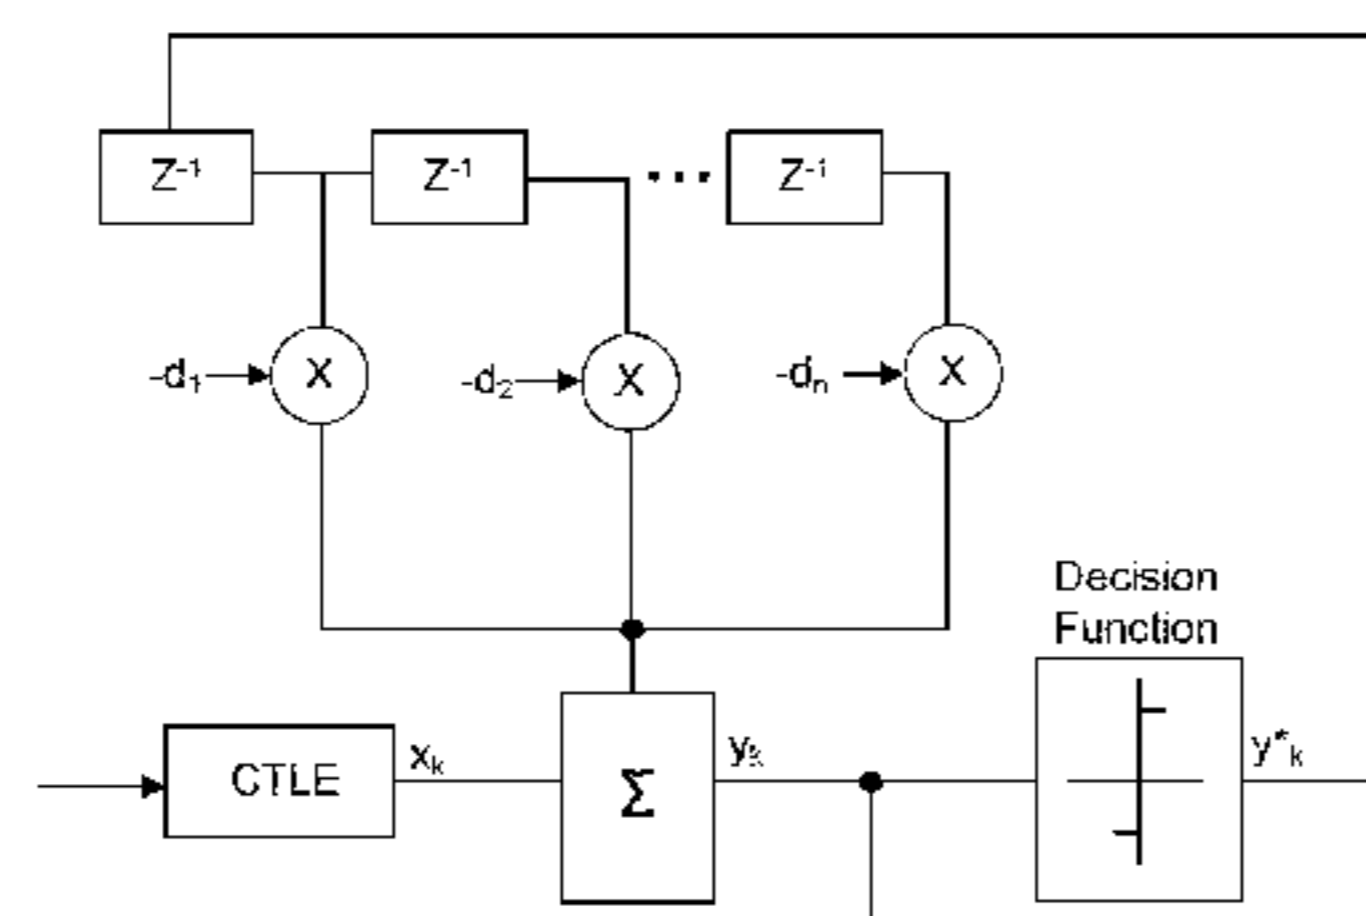 Z⁻¹ Z⁻¹ ... Z⁻¹
-d₁ X -d₂ X -dₙ X
Decision
Function
CTLE xₖ Σ yₖ y*ₖ